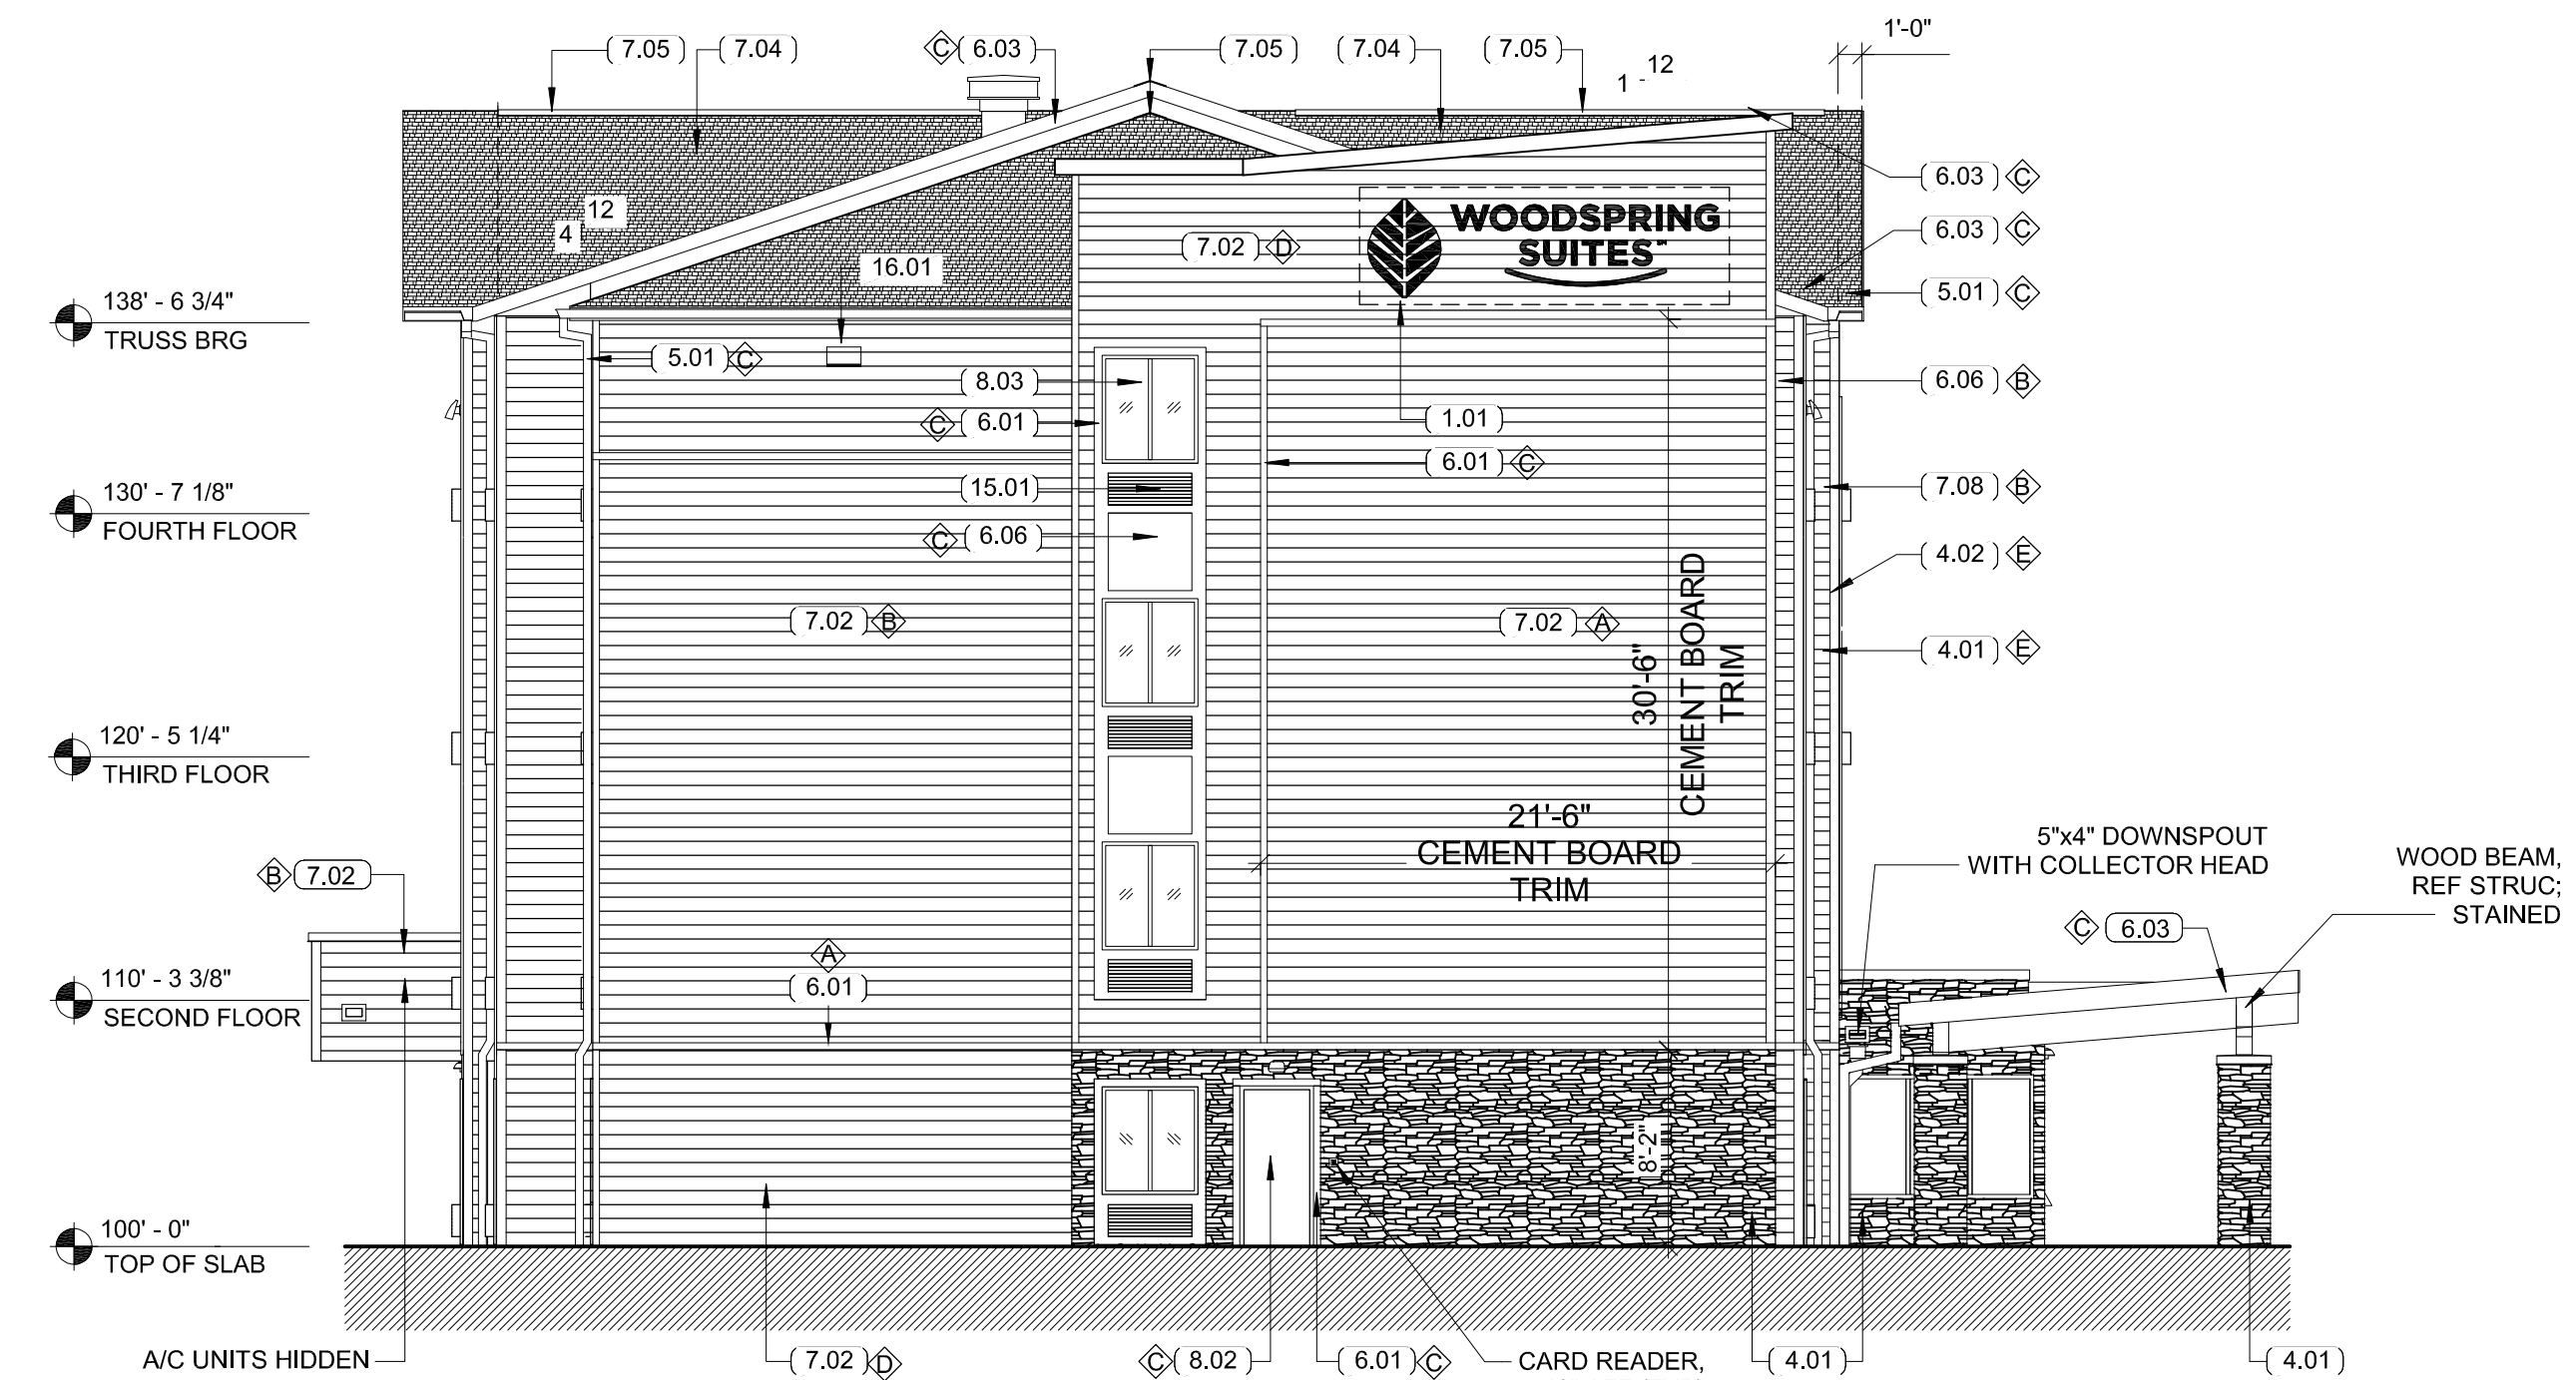 1'-0"
7.05
7.04
C 6.03
7.05
7.04
7.05
12
1
6.03 C
12
4
WOODSPRING
SUITES
7.02 D
6.03 C
16.01
5.01 C
138' - 6 3/4"
TRUSS BRG
5.01 C
8.03
6.06 B
C 6.01
1.01
6.01 C
130' - 7 1/8"
FOURTH FLOOR
15.01
7.08 B
C 6.06
4.02 E
7.02 B
7.02 A
30'-6"
CEMENT BOARD
TRIM
4.01 E
120' - 5 1/4"
THIRD FLOOR
21'-6"
CEMENT BOARD
TRIM
5"x4" DOWNSPOUT
WITH COLLECTOR HEAD
WOOD BEAM,
REF STRUC;
STAINED
B 7.02
C 6.03
A
6.01
110' - 3 3/8"
SECOND FLOOR
8'-2"
100' - 0"
TOP OF SLAB
A/C UNITS HIDDEN
7.02 D
C 8.02
6.01 C
CARD READER,
4.01
4.01